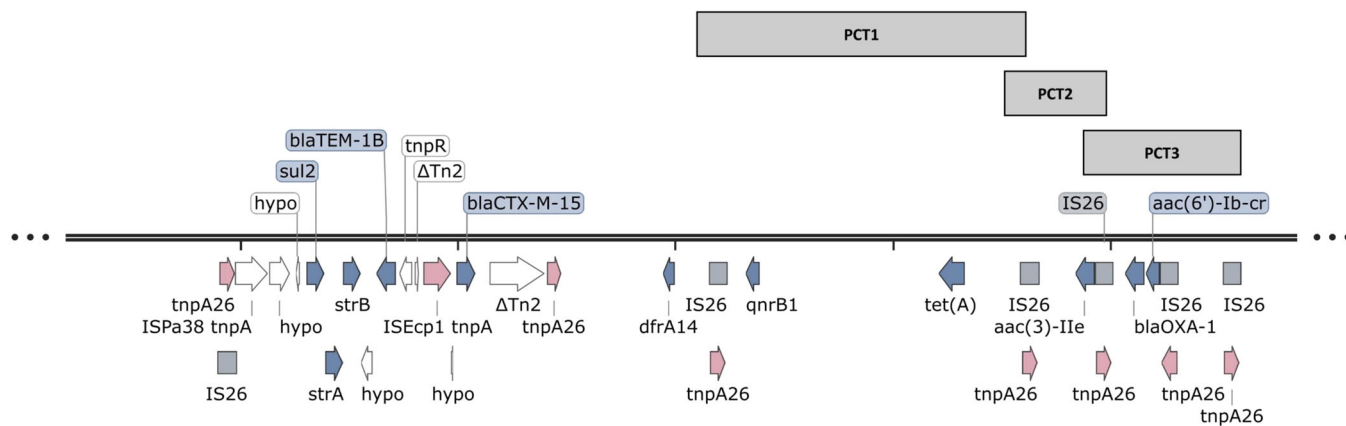 PCT1
PCT2
PCT3
blaTEM-1B
tnpR
sul2
ΔTn2
hypo
blaCTX-M-15
IS26
aac(6')-Ib-cr
tnpA26
strB
ΔTn2
IS26
qnrB1
tet(A)
IS26
IS26
IS26
ISPa38 tnpA
hypo
ISEcp1 tnpA
tnpA26
dfrA14
aac(3)-IIe
blaOXA-1
IS26
strA
hypo
hypo
tnpA26
tnpA26
tnpA26
tnpA26
tnpA26